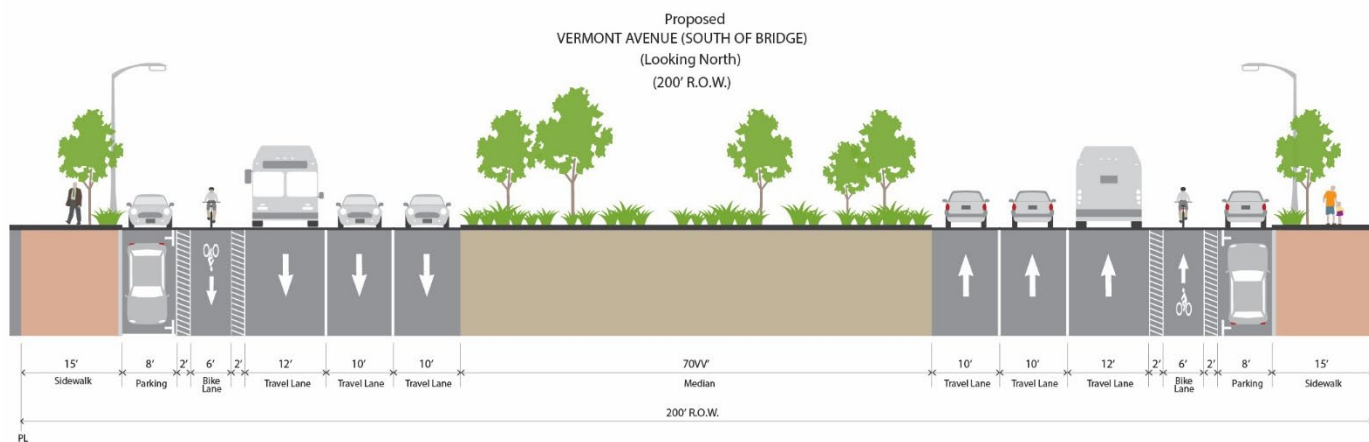 Proposed
VERMONT AVENUE (SOUTH OF BRIDGE)
(Looking North)
(200' R.O.W.)
15' 8' 2' 6' 2' 12' 10' 10' 70VV' 10' 10' 12' 2' 6' 2' 8' 15'
Sidewalk Parking Bike Lane Travel Lane Travel Lane Travel Lane Median Travel Lane Travel Lane Travel Lane Bike Lane Parking Sidewalk
200' R.O.W.
PL